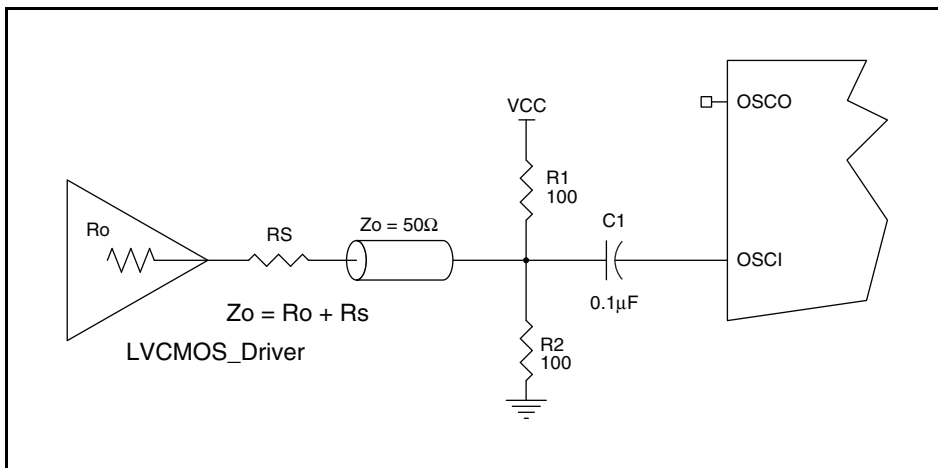 OSCO
VCC
R1
100
Ro
RS
Zo = 50Ω
C1
OSCI
0.1μF
Zo = Ro + Rs
LVCMOS_Driver
R2
100